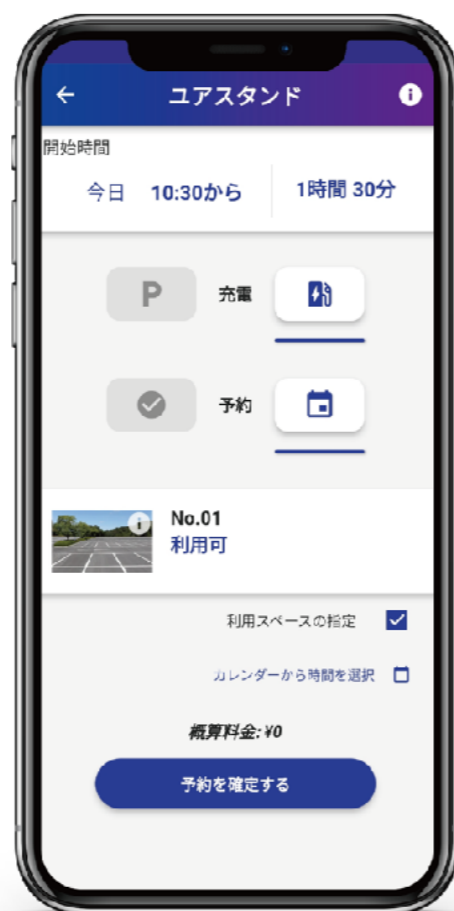 ユアスタンド
開始時間
今日 10:30から 1時間 30分
P 充電
予約
No.01
利用可
利用スペースの指定
カレンダーから時間を選択
概算料金: ¥0
予約を確定する